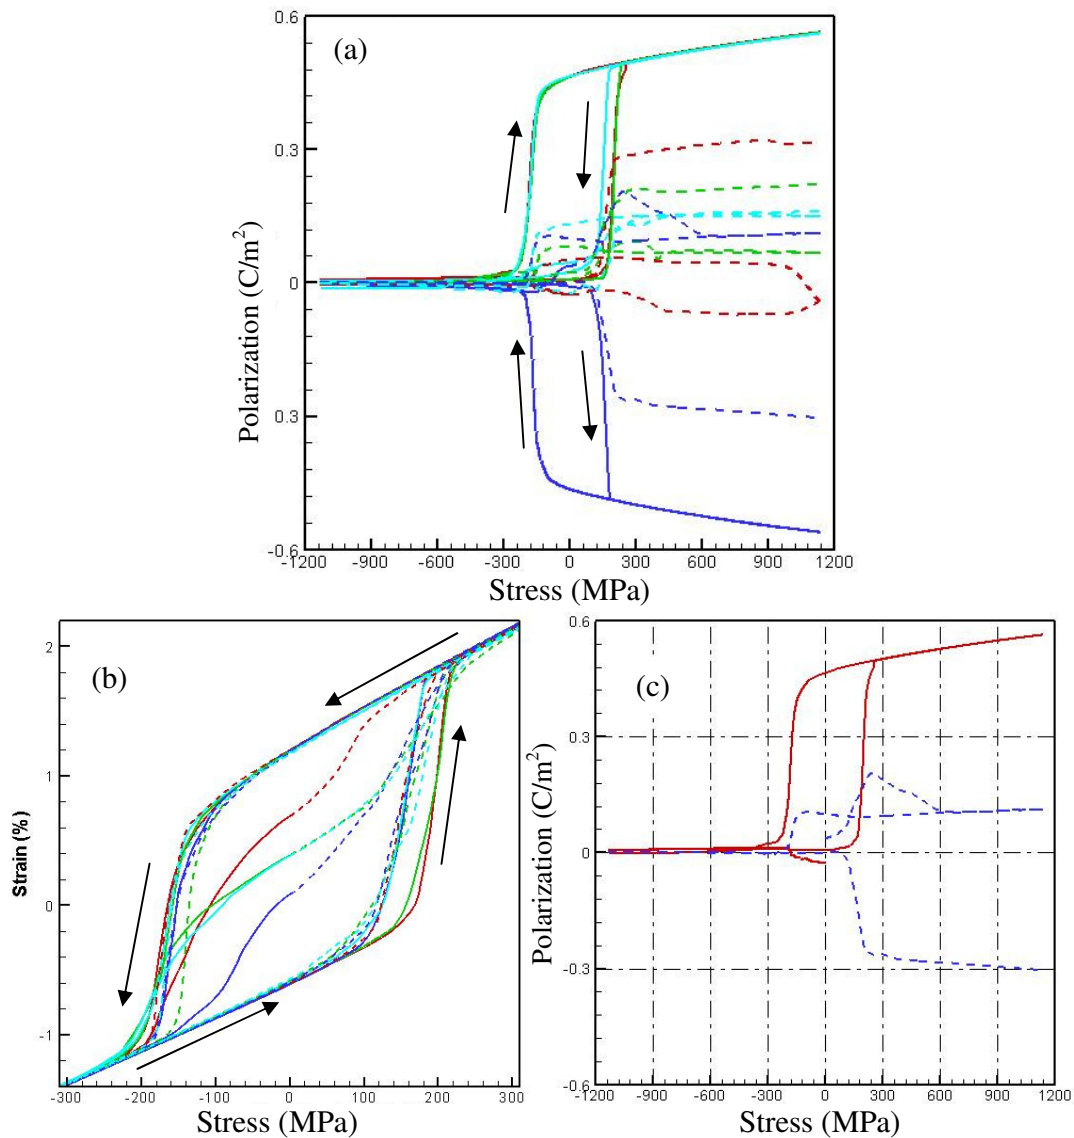 0.6
(a)
0.3
0
0.3
-0.6
Polarization (C/m²)
-1200 -900 -600 -300 0 300 600 900 1200
Stress (MPa)
2
(b)
1
0
-1
Strain (%)
-300 -200 -100 0 100 200 300
Stress (MPa)
0.6
(c)
0.3
0
-0.3
-0.6
Polarization (C/m²)
-1200 -900 -600 -300 0 300 600 900 1200
Stress (MPa)